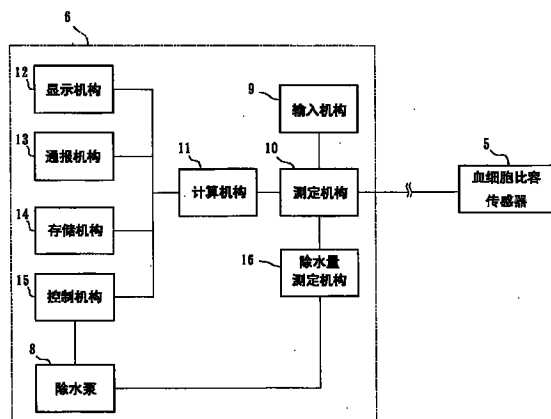 6
12
显示机构
13
通报机构
14
存储机构
15
控制机构
8
除水泵
11
计算机构
9
输入机构
10
测定机构
16
除水量
测定机构
5
血细胞比容
传感器